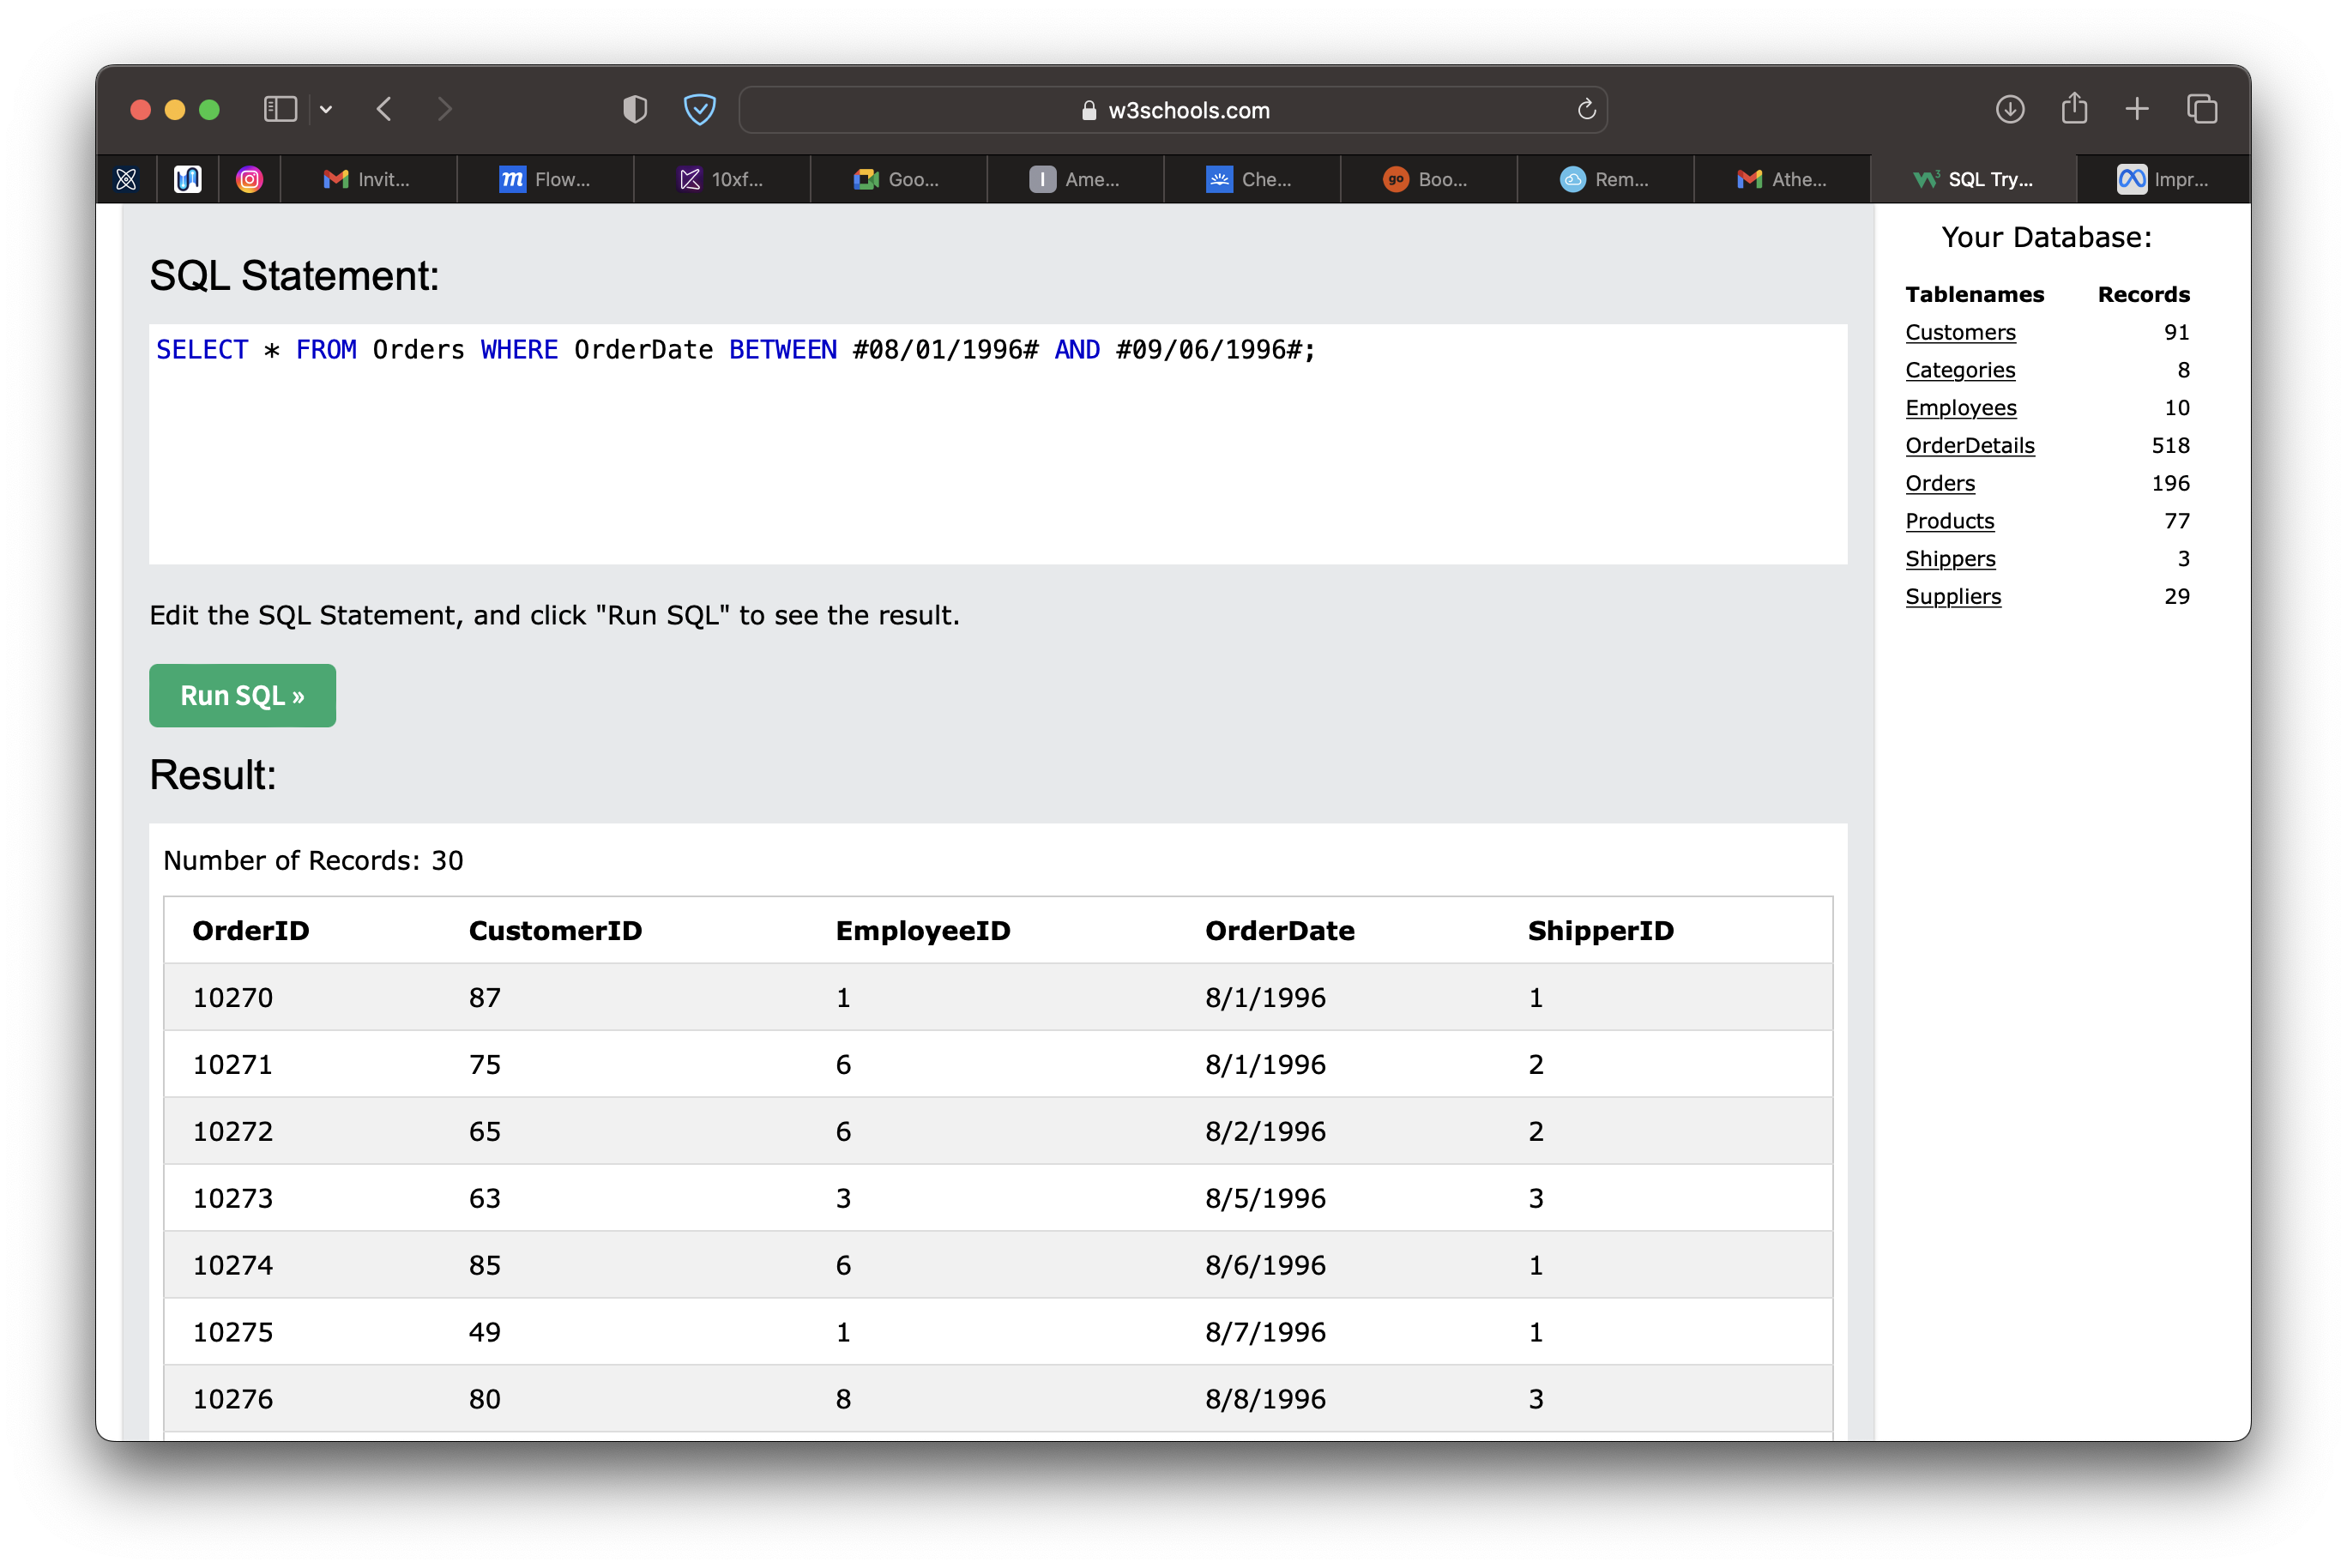 w3schools.com
Invit... Flow... 10xf... Goo... I Ame... Che... go Boo... Rem... Athe... SQL Try... Impr...
SQL Statement:
SELECT * FROM Orders WHERE OrderDate BETWEEN #08/01/1996# AND #09/06/1996#;
Edit the SQL Statement, and click "Run SQL" to see the result.
Run SQL »
Result:
Number of Records: 30
OrderID CustomerID EmployeeID OrderDate ShipperID
10270 87 1 8/1/1996 1
10271 75 6 8/1/1996 2
10272 65 6 8/2/1996 2
10273 63 3 8/5/1996 3
10274 85 6 8/6/1996 1
10275 49 1 8/7/1996 1
10276 80 8 8/8/1996 3
Your Database:
Tablenames Records
Customers 91
Categories 8
Employees 10
OrderDetails 518
Orders 196
Products 77
Shippers 3
Suppliers 29